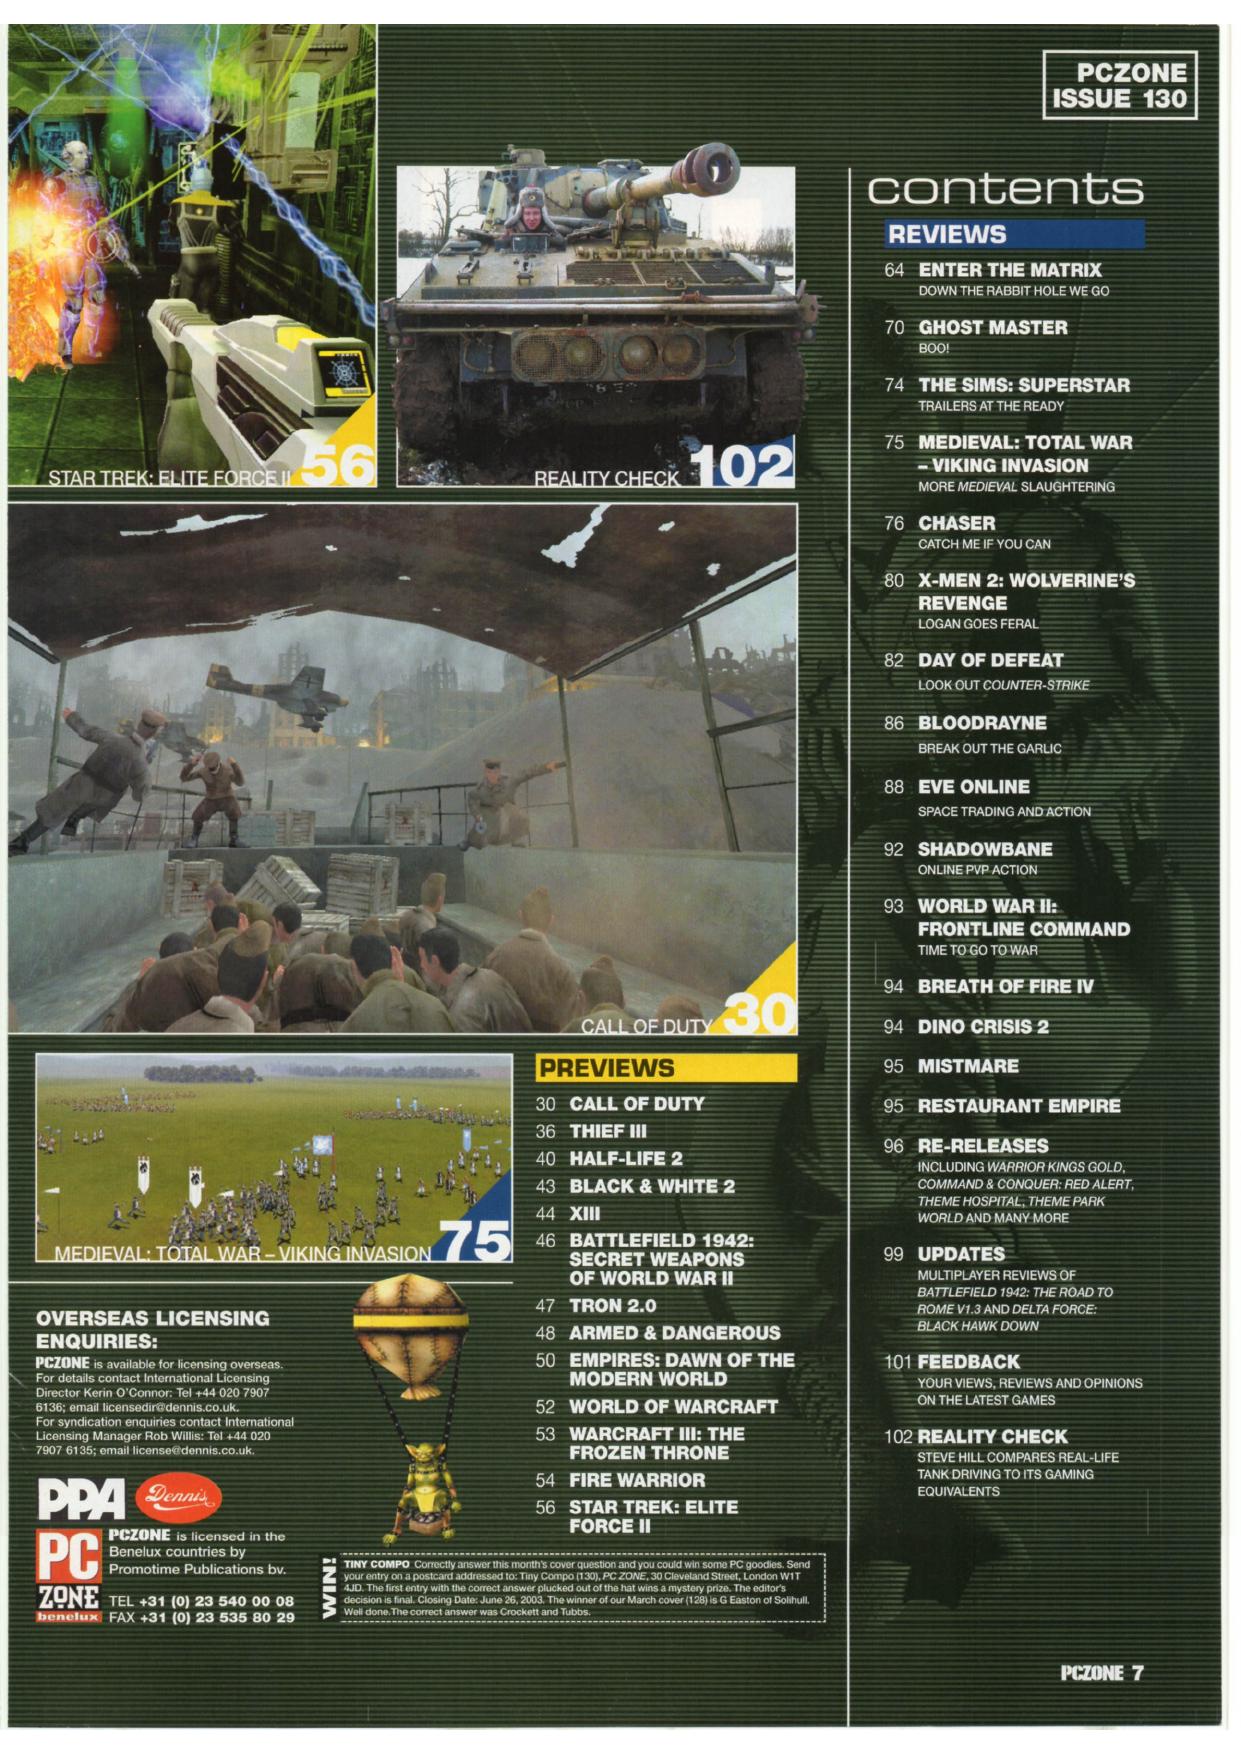 PCZONE
ISSUE 130
STAR TREK: ELITE FORCE II 56
REALITY CHECK 102
CALL OF DUTY 30
MEDIEVAL: TOTAL WAR – VIKING INVASION 75
OVERSEAS LICENSING
ENQUIRIES:
PCZONE is available for licensing overseas.
For details contact International Licensing
Director Kerin O'Connor: Tel +44 020 7907
6136; email licensedir@dennis.co.uk.
For syndication enquiries contact International
Licensing Manager Rob Willis: Tel +44 020
7907 6135; email license@dennis.co.uk.
PPA
Dennis
PC
ZONE
benelux
PCZONE is licensed in the
Benelux countries by
Promotime Publications bv.
TEL +31 (0) 23 540 00 08
FAX +31 (0) 23 535 80 29
PREVIEWS
30 CALL OF DUTY
36 THIEF III
40 HALF-LIFE 2
43 BLACK & WHITE 2
44 XIII
46 BATTLEFIELD 1942:
SECRET WEAPONS
OF WORLD WAR II
47 TRON 2.0
48 ARMED & DANGEROUS
50 EMPIRES: DAWN OF THE
MODERN WORLD
52 WORLD OF WARCRAFT
53 WARCRAFT III: THE
FROZEN THRONE
54 FIRE WARRIOR
56 STAR TREK: ELITE
FORCE II
WIN!
TINY COMPO Correctly answer this month's cover question and you could win some PC goodies. Send
your entry on a postcard addressed to: Tiny Compo (130), PC ZONE, 30 Cleveland Street, London W1T
4JD. The first entry with the correct answer plucked out of the hat wins a mystery prize. The editor's
decision is final. Closing Date: June 26, 2003. The winner of our March cover (128) is G Easton of Solihull.
Well done.The correct answer was Crockett and Tubbs.
contents
REVIEWS
64 ENTER THE MATRIX
DOWN THE RABBIT HOLE WE GO
70 GHOST MASTER
BOO!
74 THE SIMS: SUPERSTAR
TRAILERS AT THE READY
75 MEDIEVAL: TOTAL WAR
– VIKING INVASION
MORE MEDIEVAL SLAUGHTERING
76 CHASER
CATCH ME IF YOU CAN
80 X-MEN 2: WOLVERINE'S
REVENGE
LOGAN GOES FERAL
82 DAY OF DEFEAT
LOOK OUT COUNTER-STRIKE
86 BLOODRAYNE
BREAK OUT THE GARLIC
88 EVE ONLINE
SPACE TRADING AND ACTION
92 SHADOWBANE
ONLINE PVP ACTION
93 WORLD WAR II:
FRONTLINE COMMAND
TIME TO GO TO WAR
94 BREATH OF FIRE IV
94 DINO CRISIS 2
95 MISTMARE
95 RESTAURANT EMPIRE
96 RE-RELEASES
INCLUDING WARRIOR KINGS GOLD,
COMMAND & CONQUER: RED ALERT,
THEME HOSPITAL, THEME PARK
WORLD AND MANY MORE
99 UPDATES
MULTIPLAYER REVIEWS OF
BATTLEFIELD 1942: THE ROAD TO
ROME V1.3 AND DELTA FORCE:
BLACK HAWK DOWN
101 FEEDBACK
YOUR VIEWS, REVIEWS AND OPINIONS
ON THE LATEST GAMES
102 REALITY CHECK
STEVE HILL COMPARES REAL-LIFE
TANK DRIVING TO ITS GAMING
EQUIVALENTS
PCZONE 7